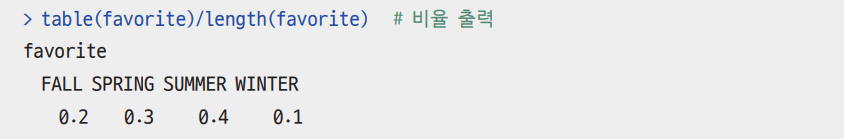 > table(favorite)/length(favorite)  # 비율 출력
favorite
  FALL SPRING SUMMER WINTER
   0.2    0.3    0.4    0.1